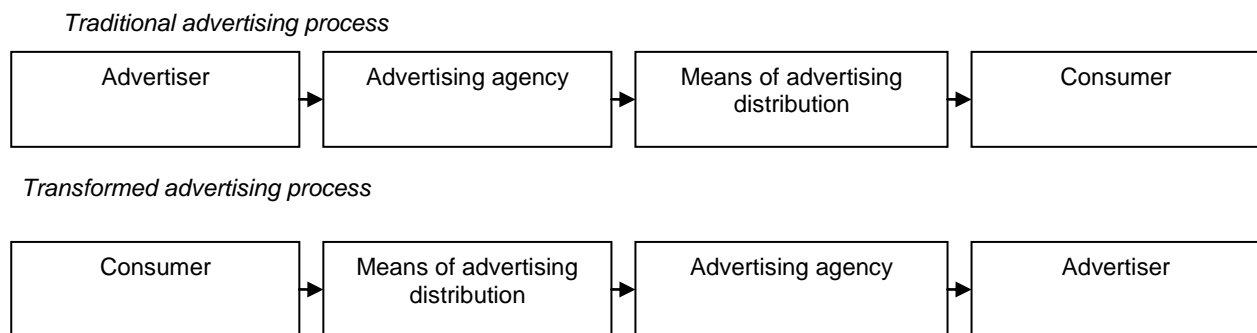 Traditional advertising process
Advertiser
Advertising agency
Means of advertising
distribution
Consumer
Transformed advertising process
Consumer
Means of advertising
distribution
Advertising agency
Advertiser